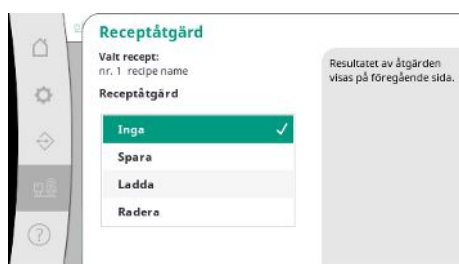 Receptåtgärd
Valt recept:
nr. 1 recipe name
Receptåtgärd
Inga
Spara
Ladda
Radera
Resultatet av åtgärden
visas på föregående sida.